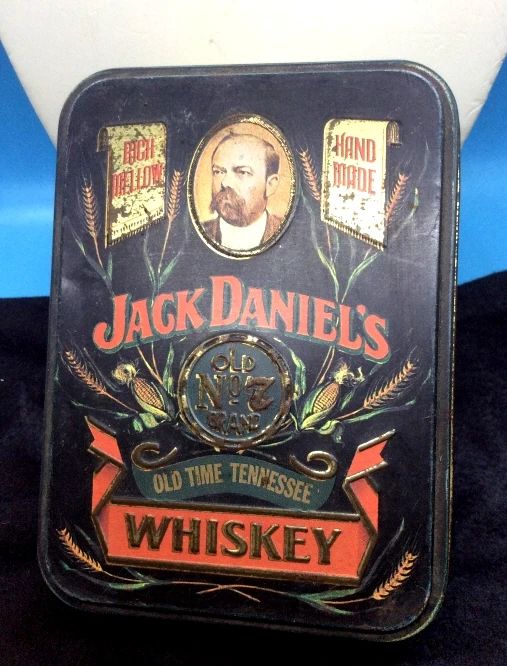 RICH
MELLOW
HAND
MADE
JACK DANIEL'S
OLD
No. 7
BRAND
OLD TIME TENNESSEE
WHISKEY